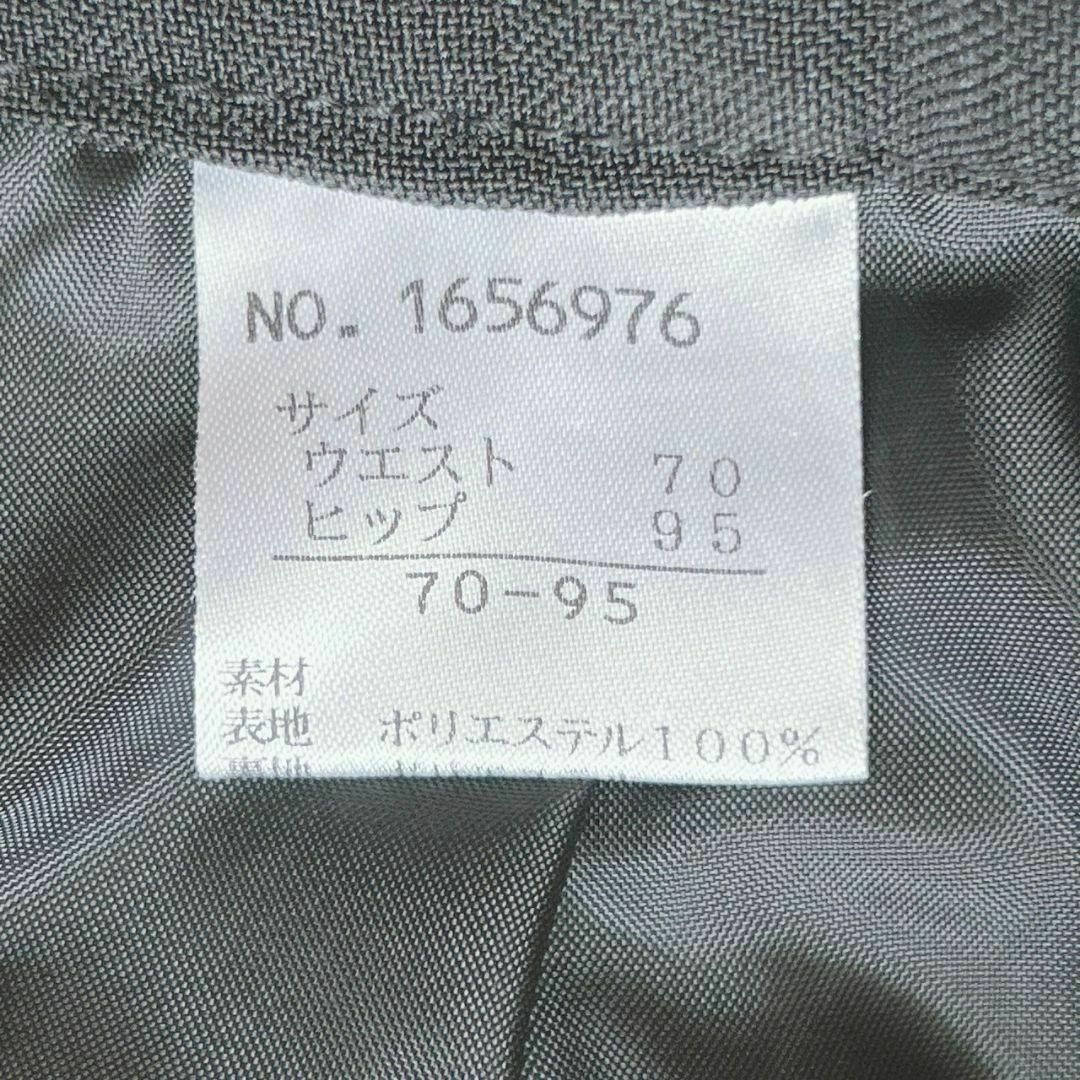 NO. 1656976
サイズ
ウエスト 70
ヒップ 95
70-95
素材
表地 ポリエステル100%